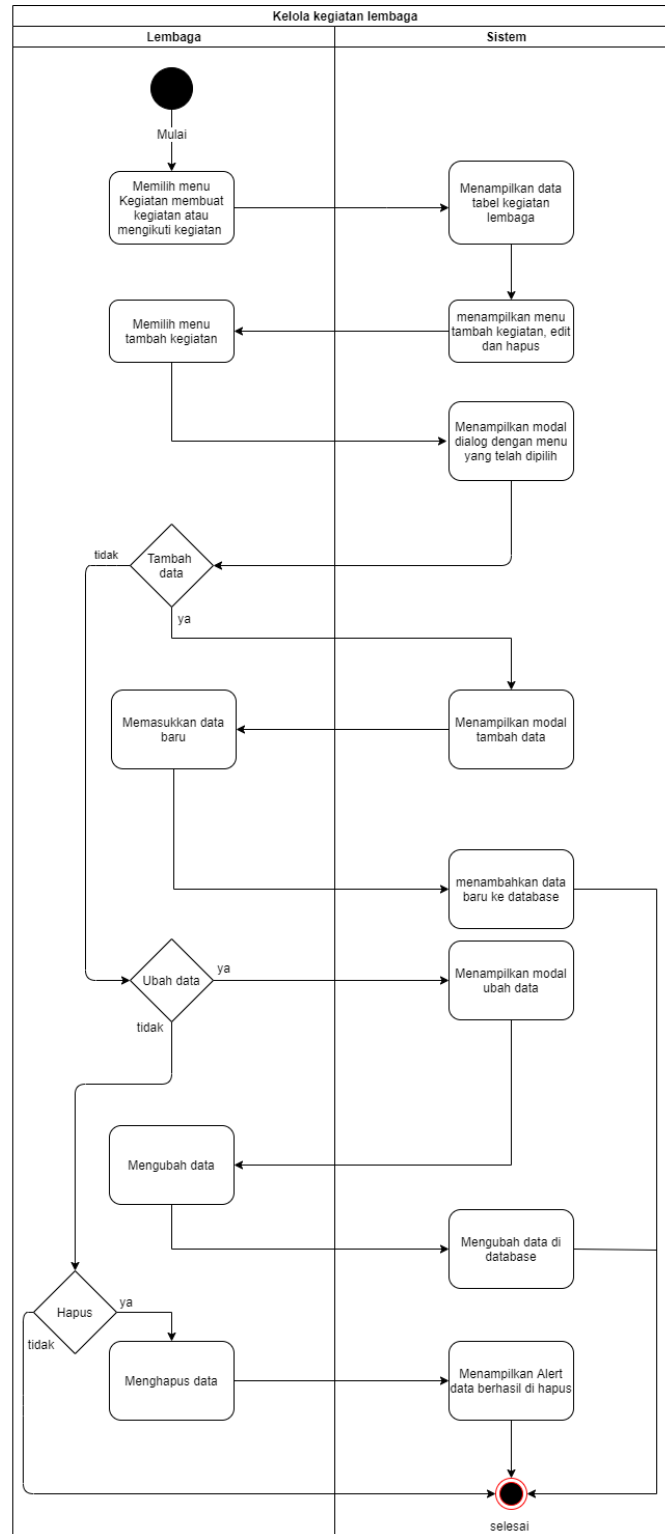 Kelola kegiatan lembaga
Lembaga
Sistem
Mulai
Memilih menu
Kegiatan membuat
kegiatan atau
mengikuti kegiatan
Menampilkan data
tabel kegiatan
lembaga
menampilkan menu
tambah kegiatan, edit
dan hapus
Memilih menu
tambah kegiatan
Menampilkan modal
dialog dengan menu
yang telah dipilih
tidak
Tambah
data
ya
Menampilkan modal
tambah data
Memasukkan data
baru
menambahkan data
baru ke database
Ubah data
ya
tidak
Menampilkan modal
ubah data
Mengubah data
Mengubah data di
database
Hapus
ya
tidak
Menghapus data
Menampilkan Alert
data berhasil di hapus
selesai